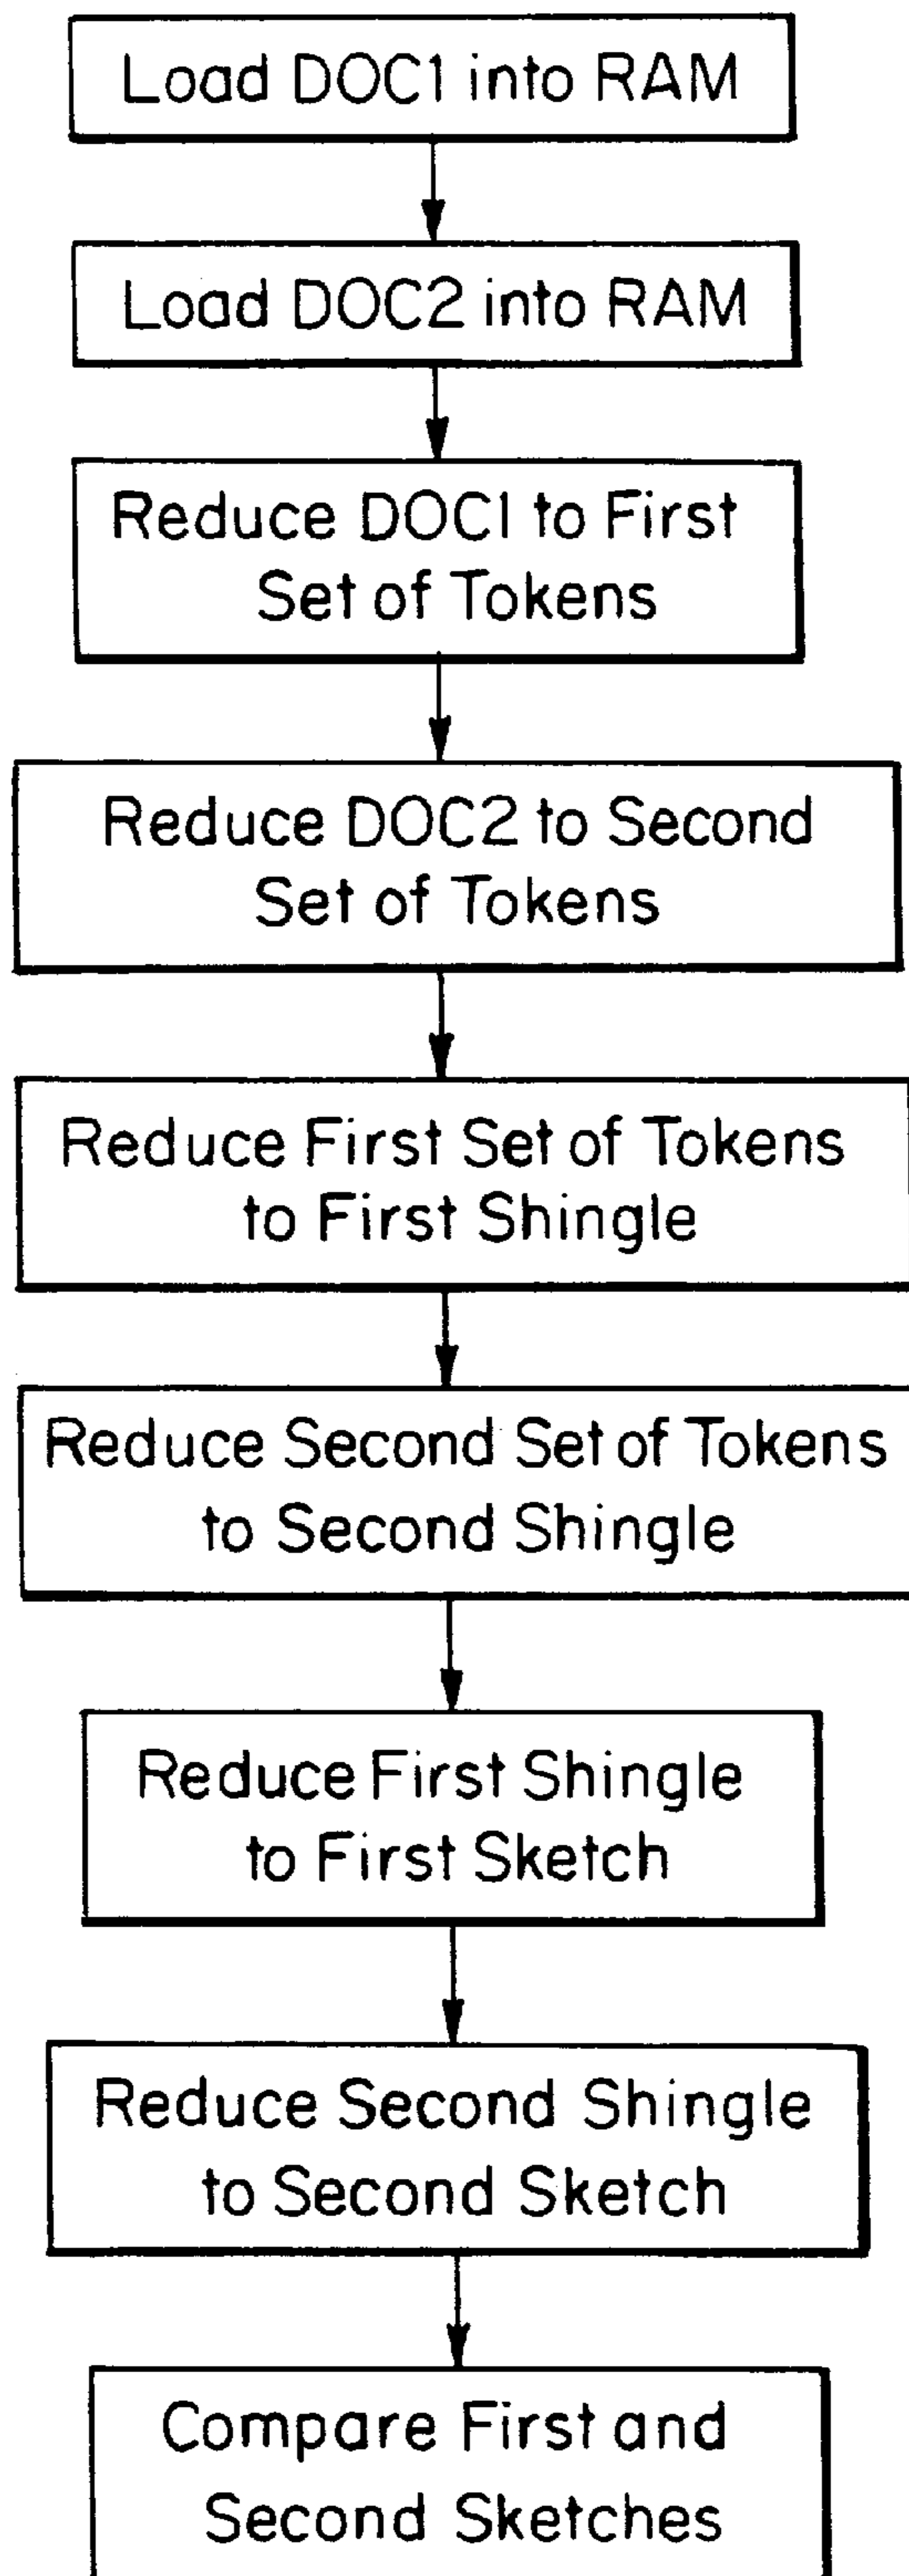 Load DOC1 into RAM
Load DOC2 into RAM
Reduce DOC1 to First
Set of Tokens
Reduce DOC2 to Second
Set of Tokens
Reduce First Set of Tokens
to First Shingle
Reduce Second Set of Tokens
to Second Shingle
Reduce First Shingle
to First Sketch
Reduce Second Shingle
to Second Sketch
Compare First and
Second Sketches